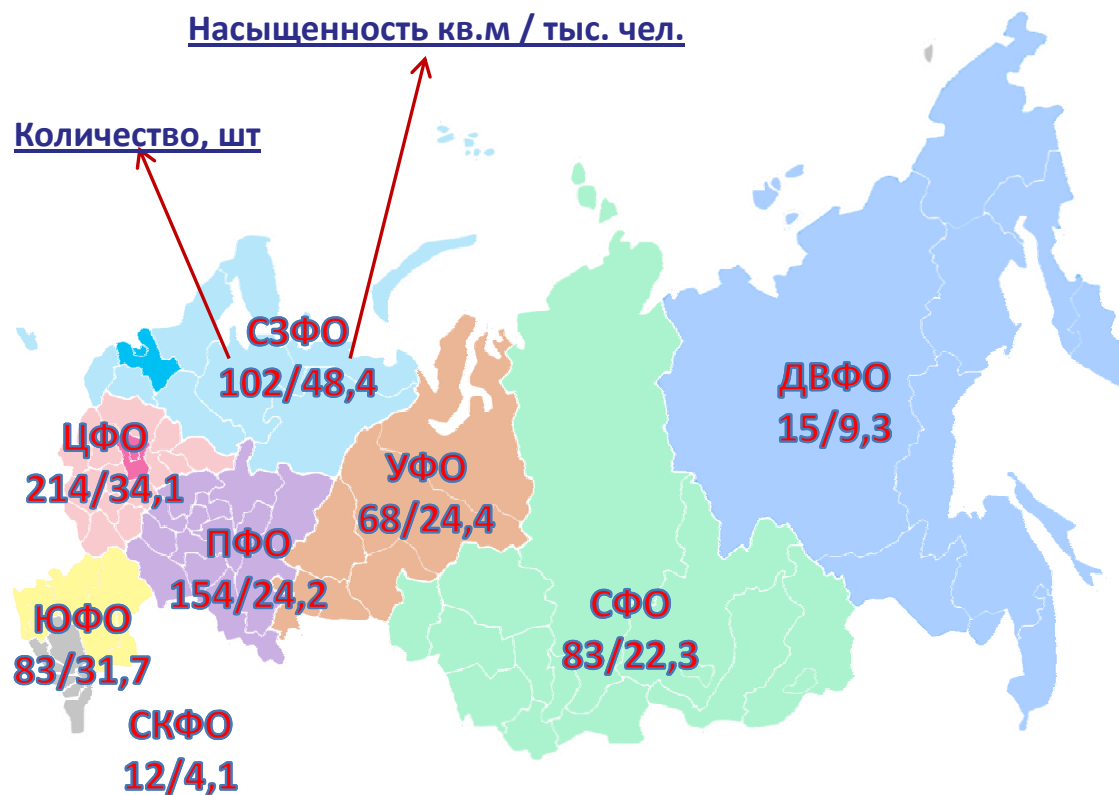 Насыщенность кв.м / тыс. чел.
Количество, шт
СЗФО
102/48,4
ДВФО
15/9,3
ЦФО
214/34,1
УФО
68/24,4
ПФО
154/24,2
СФО
83/22,3
ЮФО
83/31,7
СКФО
12/4,1